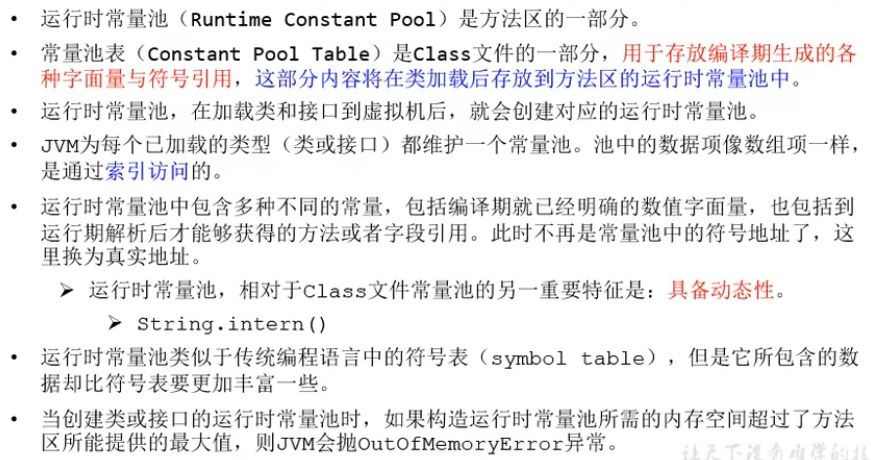 • 运行时常量池（Runtime Constant Pool）是方法区的一部分。
• 常量池表（Constant Pool Table）是Class文件的一部分，用于存放编译期生成的各
种字面量与符号引用，这部分内容将在类加载后存放到方法区的运行时常量池中。
• 运行时常量池，在加载类和接口到虚拟机后，就会创建对应的运行时常量池。
• JVM为每个已加载的类型（类或接口）都维护一个常量池。池中的数据项像数组项一样，
是通过索引访问的。
• 运行时常量池中包含多种不同的常量，包括编译期就已经明确的数值字面量，也包括到
运行期解析后才能够获得的方法或者字段引用。此时不再是常量池中的符号地址了，这
里换为真实地址。
➢ 运行时常量池，相对于Class文件常量池的另一重要特征是：具备动态性。
➢ String.intern()
• 运行时常量池类似于传统编程语言中的符号表（symbol table），但是它所包含的数
据却比符号表要更加丰富一些。
• 当创建类或接口的运行时常量池时，如果构造运行时常量池所需的内存空间超过了方法
区所能提供的最大值，则JVM会抛OutOfMemoryError异常。
让天下没有难学的技